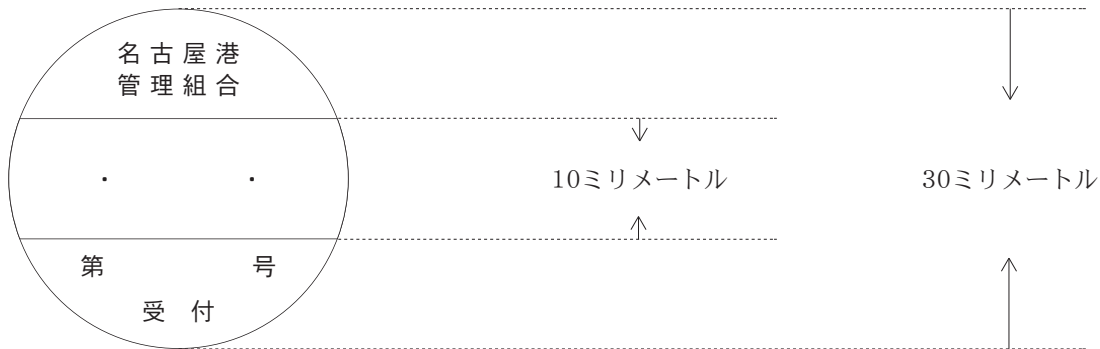 名古屋港
管理組合
・　・
10ミリメートル
30ミリメートル
第　号
受付